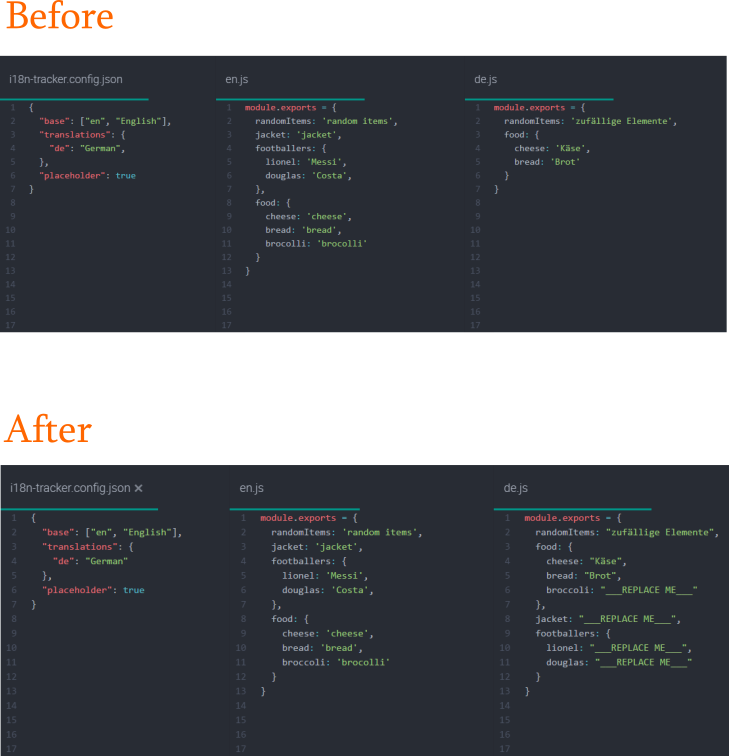 Before
i18n-tracker.config.json
1 {
2 "base": ["en", "English"],
3 "translations": {
4 "de": "German",
5 },
6 "placeholder": true
7 }
8
9
10
11
12
13
14
15
16
17
en.js
1 module.exports = {
2 randomItems: 'random items',
3 jacket: 'jacket',
4 footballers: {
5 lionel: 'Messi',
6 douglas: 'Costa',
7 },
8 food: {
9 cheese: 'cheese',
10 bread: 'bread',
11 brocolli: 'brocolli'
12 }
13 }
14
15
16
17
de.js
1 module.exports = {
2 randomItems: 'zufällige Elemente',
3 food: {
4 cheese: 'Käse',
5 bread: 'Brot'
6 }
7 }
8
9
10
11
12
13
14
15
16
17
After
i18n-tracker.config.json ×
1 {
2 "base": ["en", "English"],
3 "translations": {
4 "de": "German"
5 },
6 "placeholder": true
7 }
8
9
10
11
12
13
14
15
16
17
en.js
1 module.exports = {
2 randomItems: 'random items',
3 jacket: 'jacket',
4 footballers: {
5 lionel: 'Messi',
6 douglas: 'Costa',
7 },
8 food: {
9 cheese: 'cheese',
10 bread: 'bread',
11 broccoli: 'brocolli'
12 }
13 }
14
15
16
17
de.js
1 module.exports = {
2 randomItems: "zufällige Elemente",
3 food: {
4 cheese: "Käse",
5 bread: "Brot",
6 broccoli: "___REPLACE ME___"
7 },
8 jacket: "___REPLACE ME___",
9 footballers: {
10 lionel: "___REPLACE ME___",
11 douglas: "___REPLACE ME___"
12 }
13 }
14
15
16
17